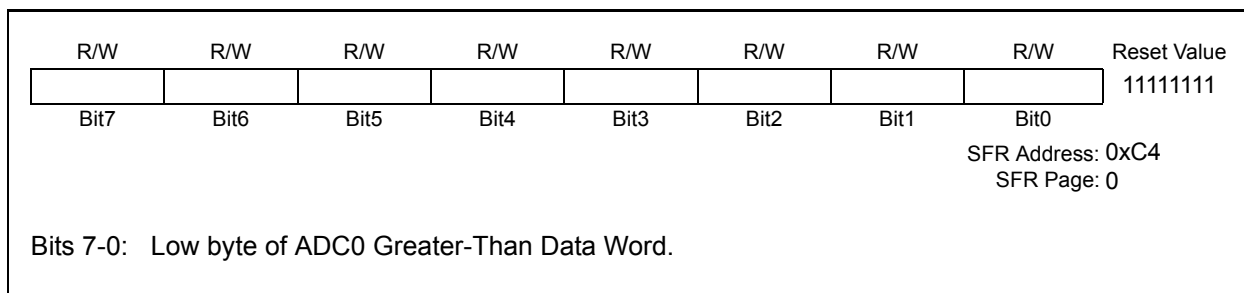 R/W R/W R/W R/W R/W R/W R/W R/W Reset Value
11111111
Bit7 Bit6 Bit5 Bit4 Bit3 Bit2 Bit1 Bit0
SFR Address: 0xC4
SFR Page: 0
Bits 7-0: Low byte of ADC0 Greater-Than Data Word.